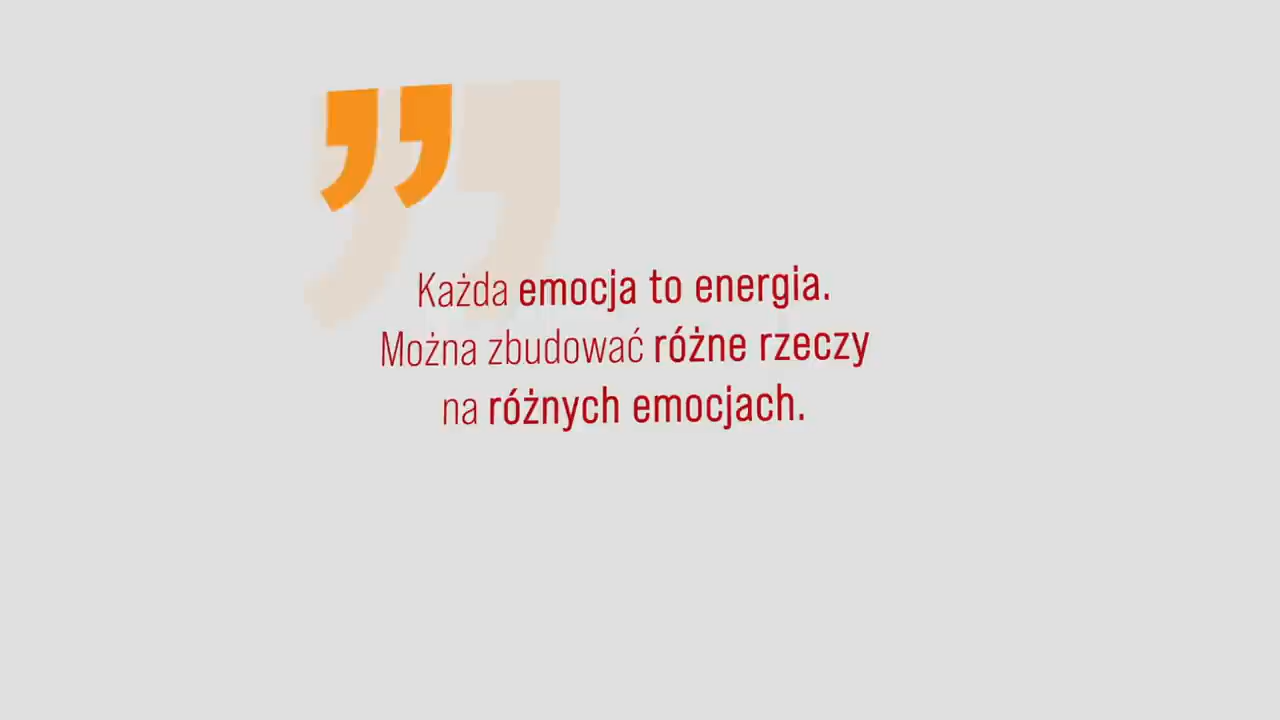 ”
Każda emocja to energia.
Można zbudować różne rzeczy
na różnych emocjach.